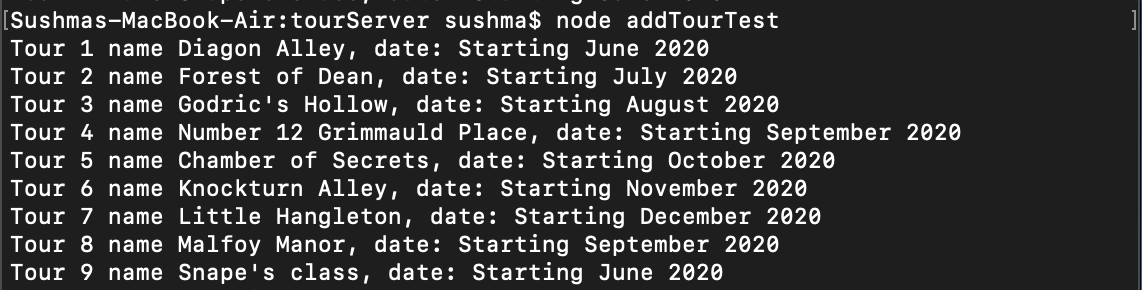 [Sushmas-MacBook-Air:tourServer sushma$ node addTourTest ]
Tour 1 name Diagon Alley, date: Starting June 2020
Tour 2 name Forest of Dean, date: Starting July 2020
Tour 3 name Godric's Hollow, date: Starting August 2020
Tour 4 name Number 12 Grimmauld Place, date: Starting September 2020
Tour 5 name Chamber of Secrets, date: Starting October 2020
Tour 6 name Knockturn Alley, date: Starting November 2020
Tour 7 name Little Hangleton, date: Starting December 2020
Tour 8 name Malfoy Manor, date: Starting September 2020
Tour 9 name Snape's class, date: Starting June 2020